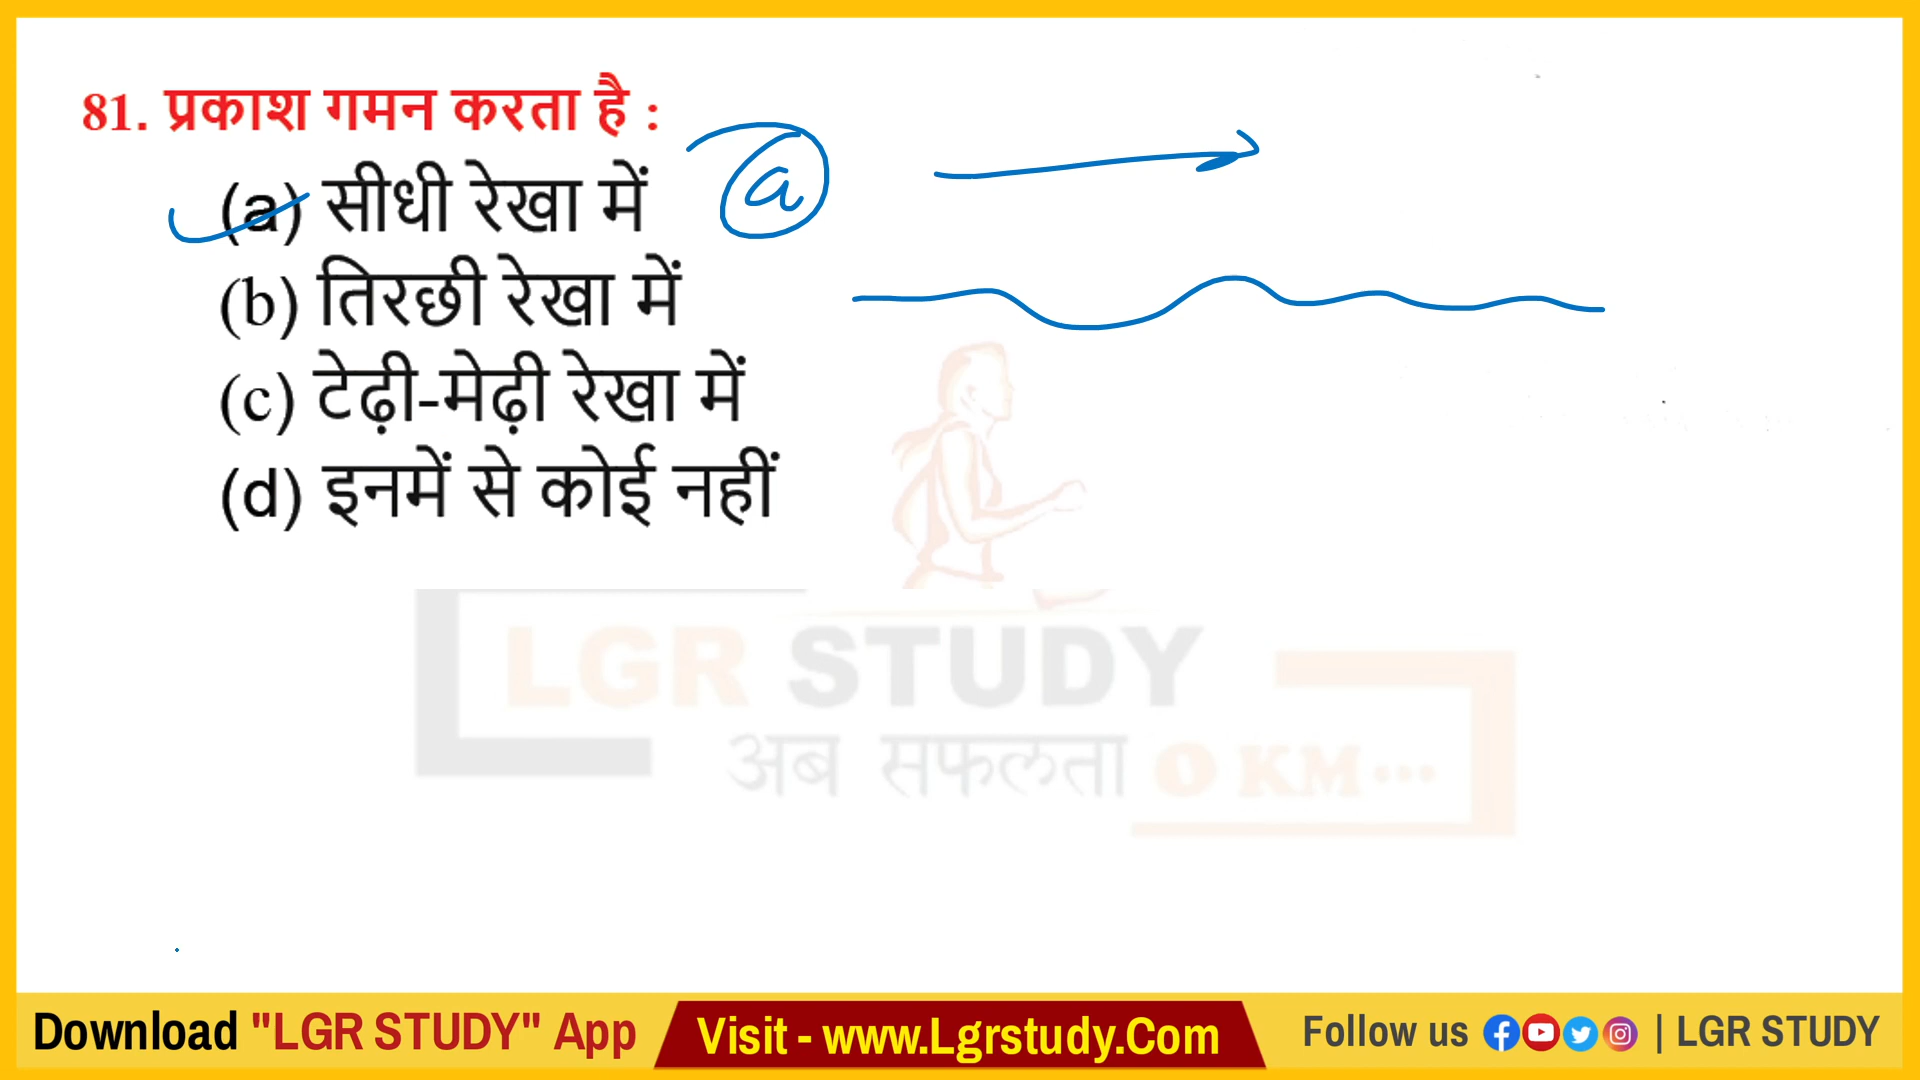 81. प्रकाश गमन करता है :
(a) सीधी रेखा में
a
(b) तिरछी रेखा में
(c) टेढ़ी-मेढ़ी रेखा में
(d) इनमें से कोई नहीं
LGR STUDY
अब सफलता 0 KM...
Download "LGR STUDY" App
Visit - www.Lgrstudy.Com
Follow us | LGR STUDY